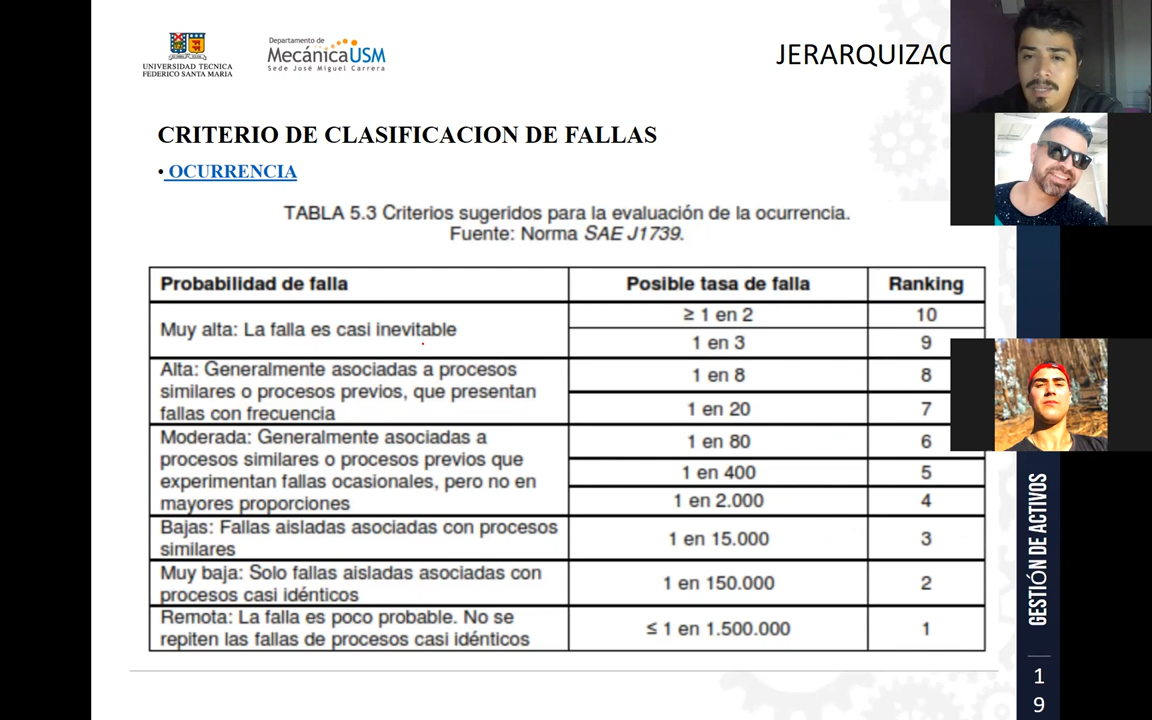 UNIVERSIDAD TECNICA
FEDERICO SANTA MARIA
Departamento de
MecánicaUSM
Sede José Miguel Carrera
JERARQUIZAC
CRITERIO DE CLASIFICACION DE FALLAS
• OCURRENCIA
TABLA 5.3 Criterios sugeridos para la evaluación de la ocurrencia.
Fuente: Norma SAE J1739.
Probabilidad de falla Posible tasa de falla Ranking
Muy alta: La falla es casi inevitable
≥ 1 en 2 10
1 en 3 9
Alta: Generalmente asociadas a procesos
similares o procesos previos, que presentan
fallas con frecuencia
1 en 8 8
1 en 20 7
Moderada: Generalmente asociadas a
procesos similares o procesos previos que
experimentan fallas ocasionales, pero no en
mayores proporciones
1 en 80 6
1 en 400 5
1 en 2.000 4
Bajas: Fallas aisladas asociadas con procesos
similares
1 en 15.000 3
Muy baja: Solo fallas aisladas asociadas con
procesos casi idénticos
1 en 150.000 2
Remota: La falla es poco probable. No se
repiten las fallas de procesos casi idénticos
≤ 1 en 1.500.000 1
GESTIÓN DE ACTIVOS
1
9